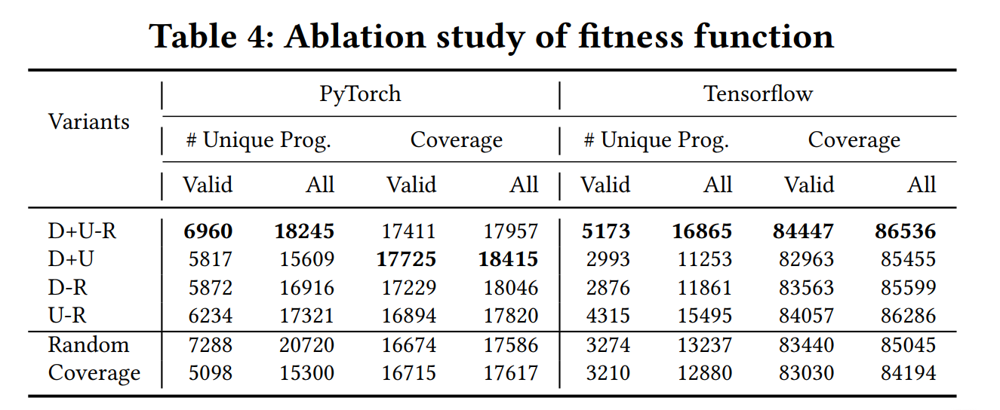 Table 4: Ablation study of fitness function
PyTorch Tensorflow
Variants
# Unique Prog. Coverage # Unique Prog. Coverage
Valid All Valid All Valid All Valid All
D+U-R 6960 18245 17411 17957 5173 16865 84447 86536
D+U 5817 15609 17725 18415 2993 11253 82963 85455
D-R 5872 16916 17229 18046 2876 11861 83563 85599
U-R 6234 17321 16894 17820 4315 15495 84057 86286
Random 7288 20720 16674 17586 3274 13237 83440 85045
Coverage 5098 15300 16715 17617 3210 12880 83030 84194